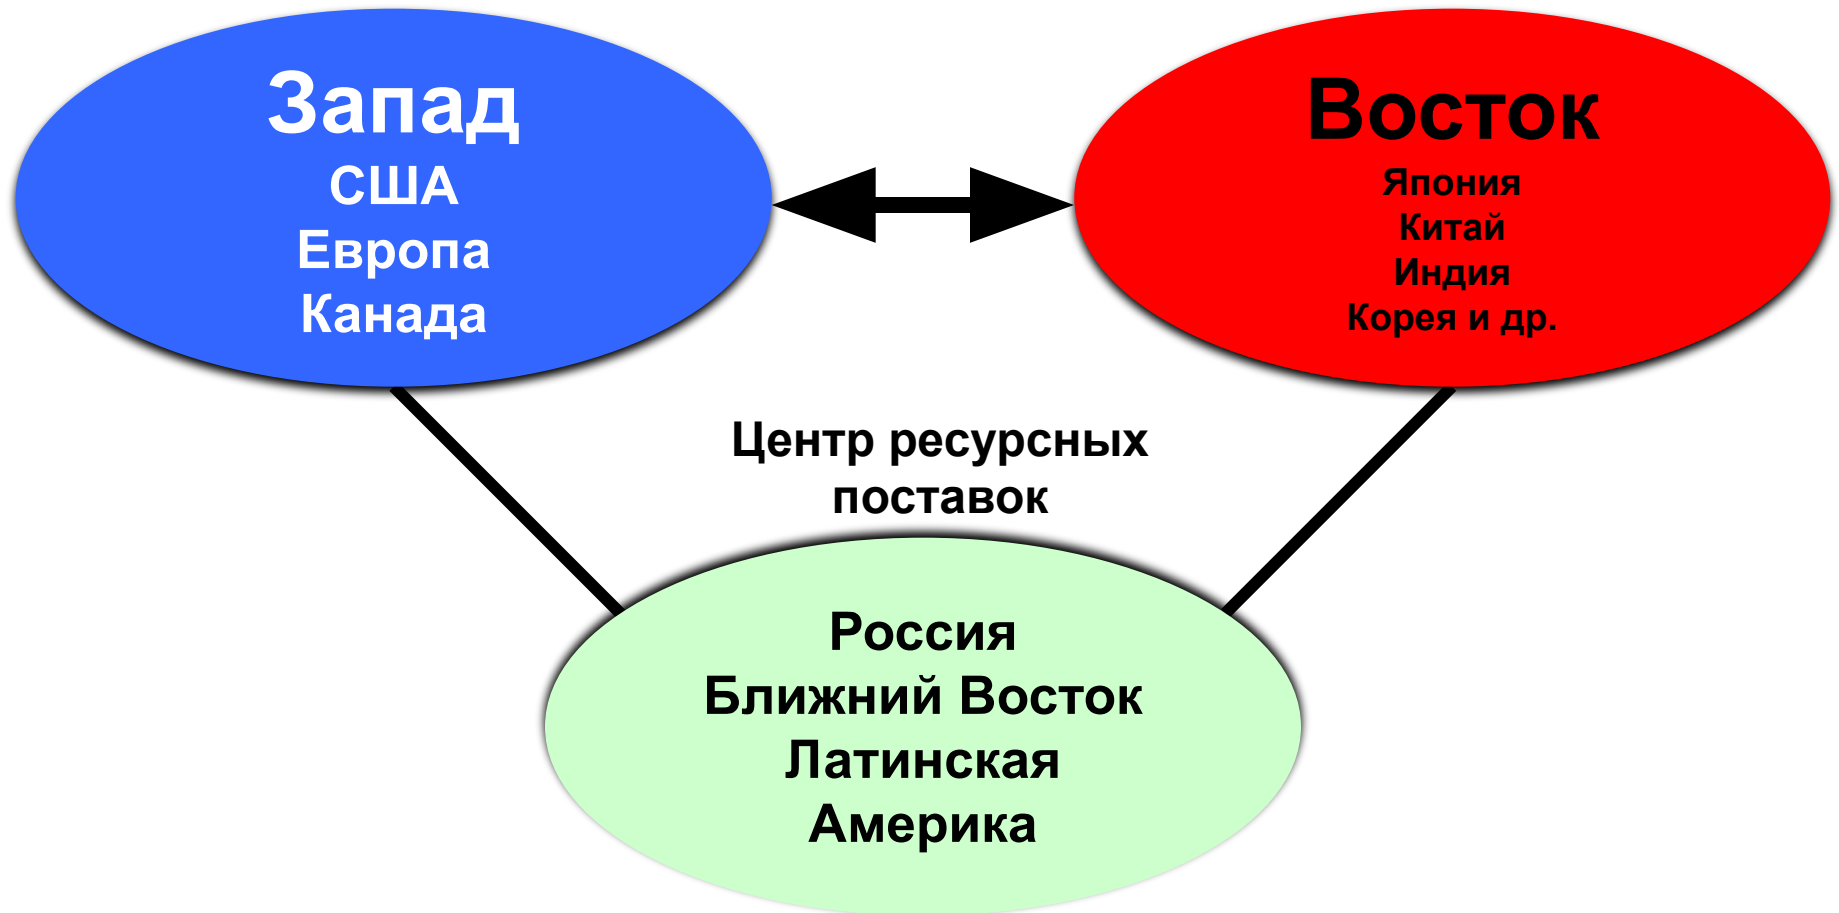 Запад
США
Европа
Канада
Восток
Япония
Китай
Индия
Корея и др.
Центр ресурсных
поставок
Россия
Ближний Восток
Латинская
Америка